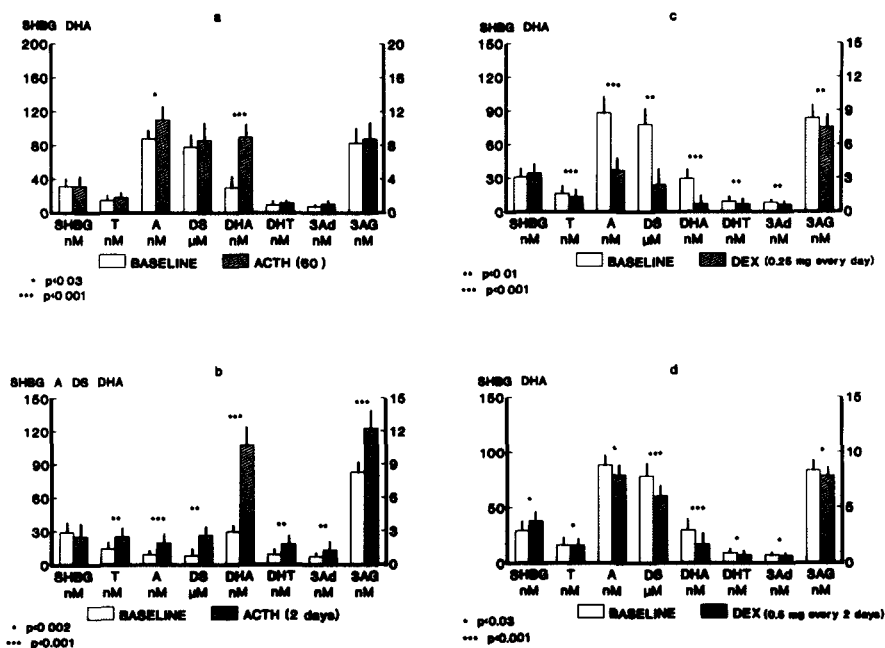 a
SHBG DHA
200
160
120
80
40
0
20
16
12
8
4
0
*
***
SHBG T A DS DHA DHT 3Ad 3AG
nM nM nM µM nM nM nM nM
BASELINE ACTH (60)
* p<0 03
*** p<0 001
c
SHBG DHA
150
120
90
60
30
0
15
12
9
6
3
0
*** *** ** *** ** ** **
SHBG T A DS DHA DHT 3Ad 3AG
nM nM nM µM nM nM nM nM
BASELINE DEX (0.25 mg every day)
** p<0 01
*** p<0 001
b
SHBG A DS DHA
150
120
90
60
30
0
15
12
9
6
3
0
** *** ** *** ** ** ***
SHBG T A DS DHA DHT 3Ad 3AG
nM nM nM µM nM nM nM nM
BASELINE ACTH (2 days)
* p<0 002
*** p<0.001
d
SHBG DHA
150
100
50
0
15
12
9
6
3
0
* * * *** *** * * *
SHBG T A DS DHA DHT 3Ad 3AG
nM nM nM µM nM nM nM nM
BASELINE DEX (0.5 mg every 2 days)
* p<0.03
*** p<0.001